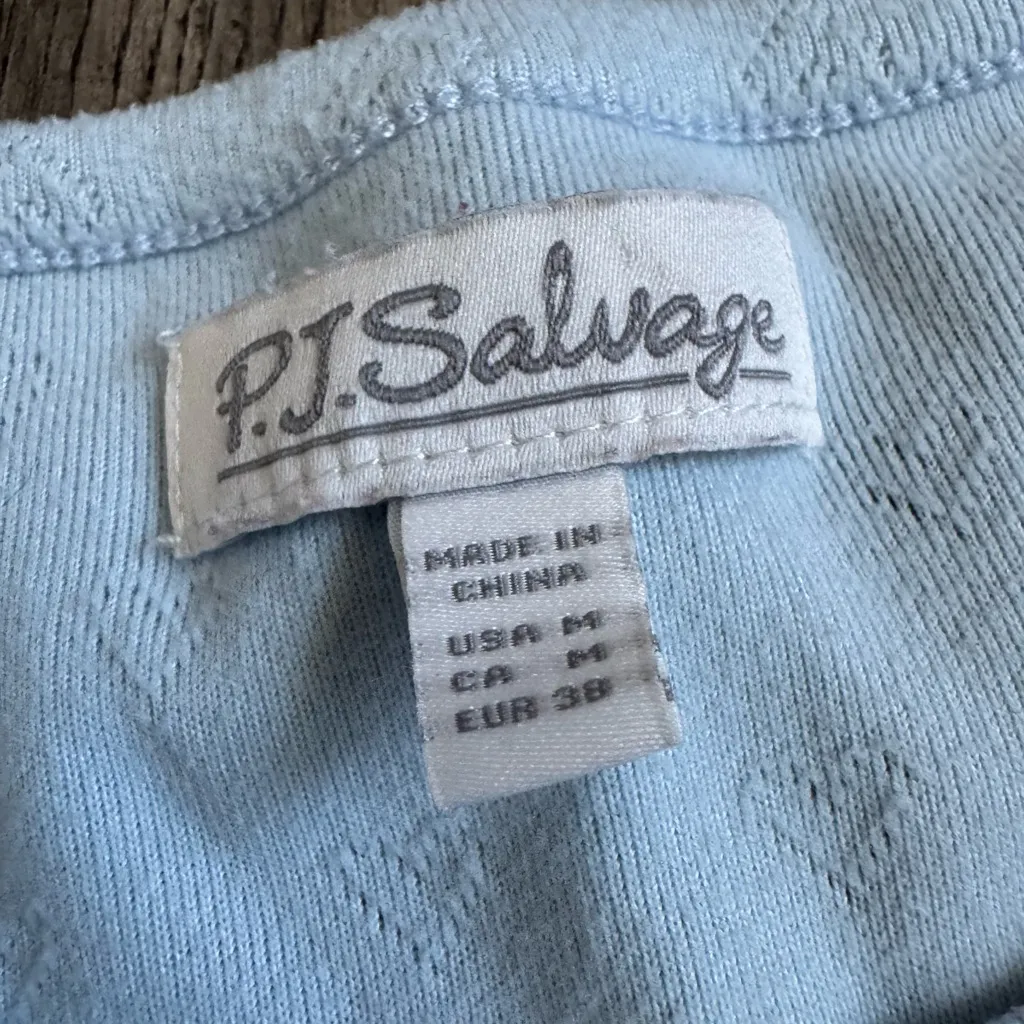 P.J. Salvage
MADE IN
CHINA
USA M
CA M
EUR 38